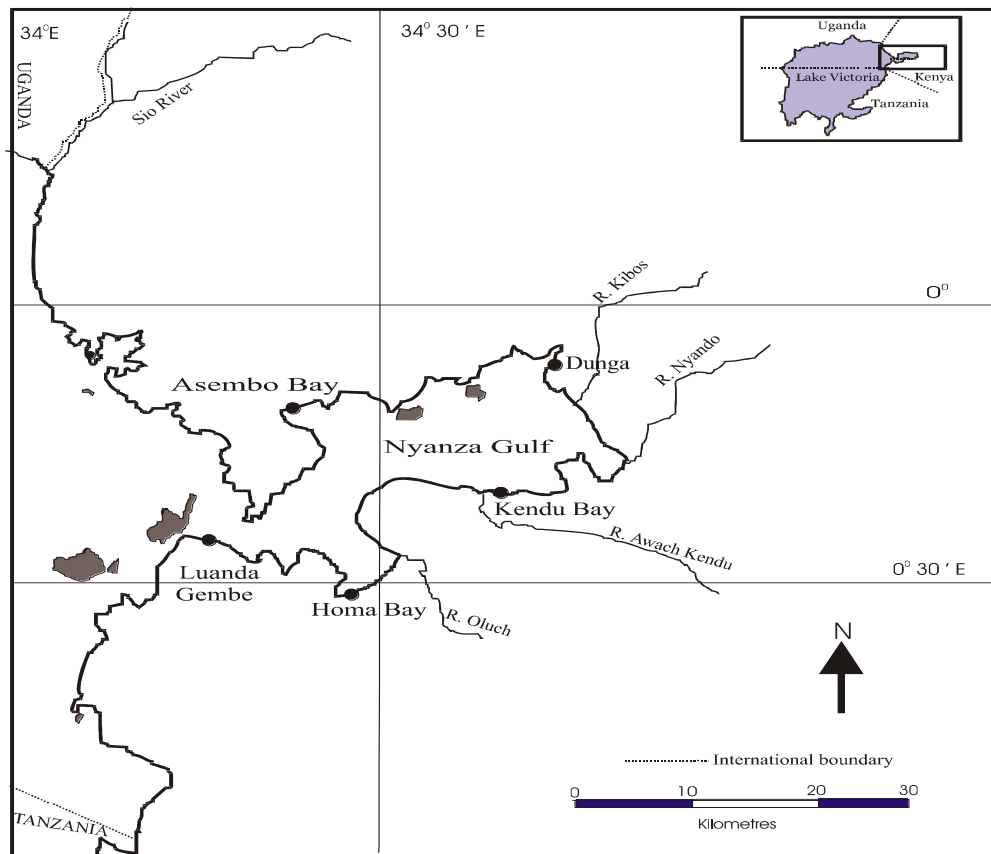 34°E
34° 30 ' E
Uganda
Lake Victoria
Kenya
Tanzania
UGANDA
Sio River
R. Kibos
0°
R. Nyando
Dunga
Asembo Bay
Nyanza Gulf
Kendu Bay
R. Awach Kendu
Luanda
Gembe
0° 30 ' E
Homa Bay
R. Oluch
N
International boundary
0 10 20 30
Kilometres
TANZANIA